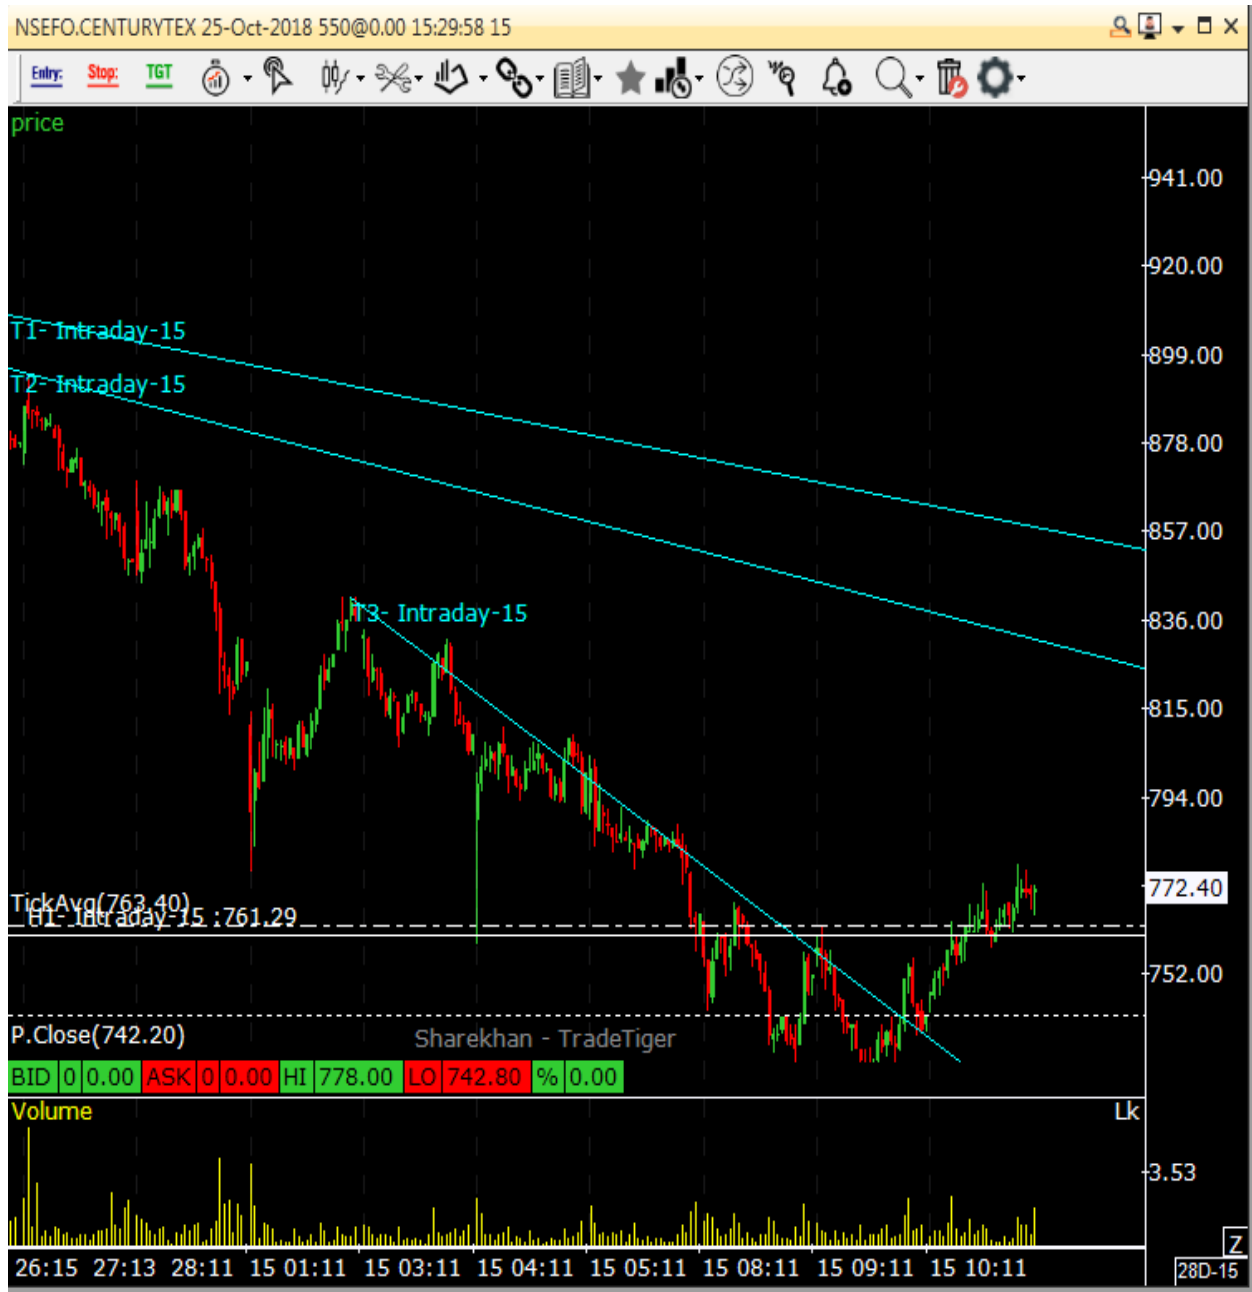 NSEFO.CENTURYTEX 25-Oct-2018 550@0.00 15:29:58 15
Entry: Stop: TGT
price
941.00
920.00
T1- Intraday-15
899.00
T2- Intraday-15
878.00
857.00
T3- Intraday-15
836.00
815.00
794.00
772.40
TickAvg(763.40)
H1- Intraday-15 :761.29
752.00
P.Close(742.20)
Sharekhan - TradeTiger
BID 0 0.00 ASK 0 0.00 HI 778.00 LO 742.80 % 0.00
Volume
Lk
3.53
Z
26:15 27:13 28:11 15 01:11 15 03:11 15 04:11 15 05:11 15 08:11 15 09:11 15 10:11
28D-15